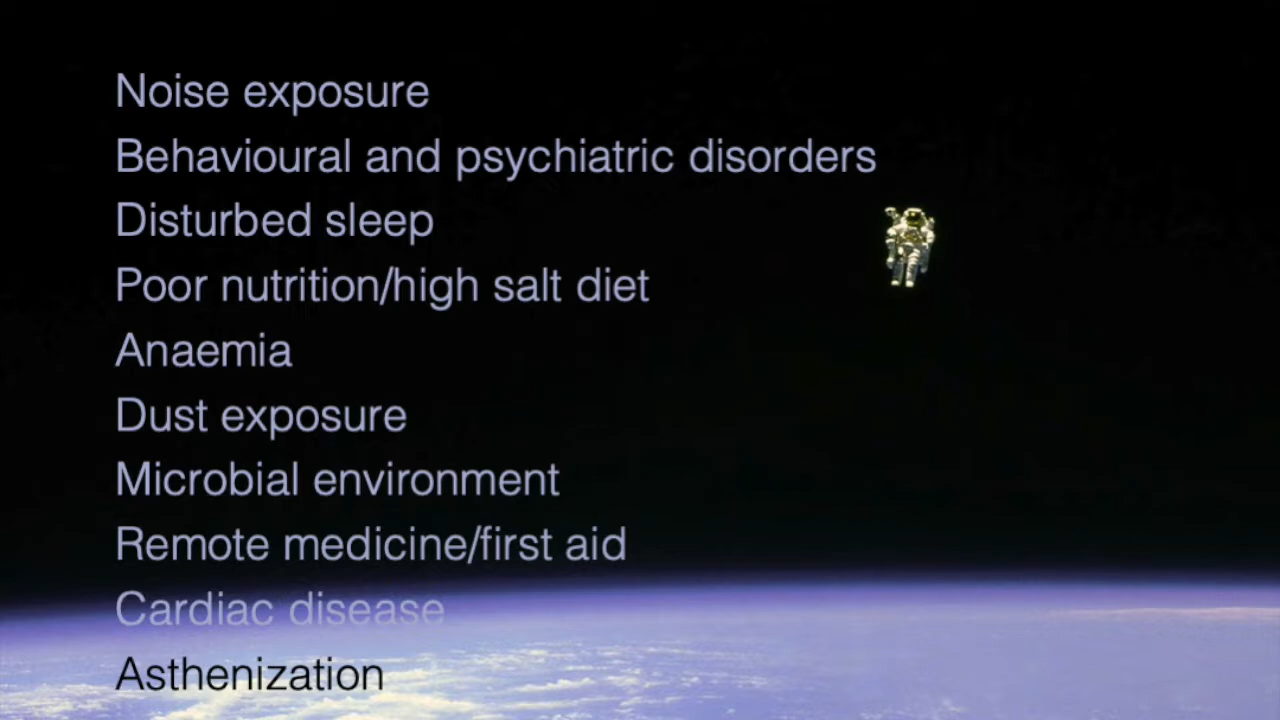 Noise exposure
Behavioural and psychiatric disorders
Disturbed sleep
Poor nutrition/high salt diet
Anaemia
Dust exposure
Microbial environment
Remote medicine/first aid
Cardiac disease
Asthenization